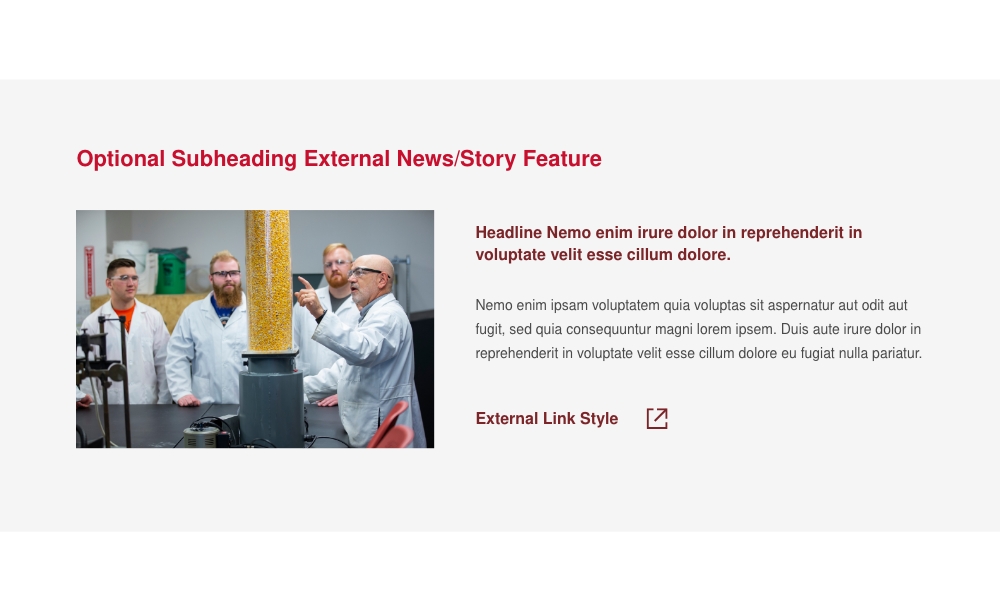 Optional Subheading External News/Story Feature
Headline Nemo enim irure dolor in reprehenderit in
voluptate velit esse cillum dolore.
Nemo enim ipsam voluptatem quia voluptas sit aspernatur aut odit aut
fugit, sed quia consequuntur magni lorem ipsem. Duis aute irure dolor in
reprehenderit in voluptate velit esse cillum dolore eu fugiat nulla pariatur.
External Link Style